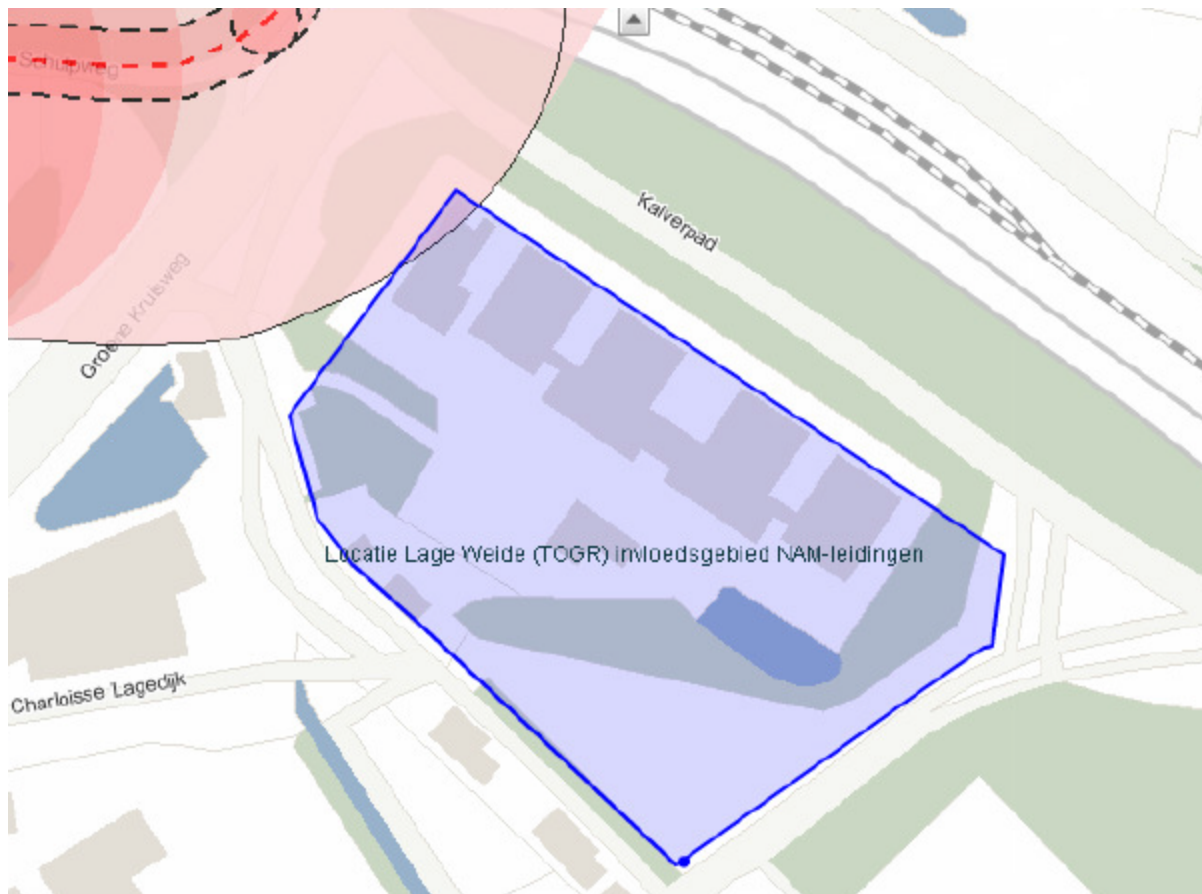 Schulpweg
Kalverpad
Groene Kruisweg
Locatie Lage Weide (TOGR) invloedsgebied NAM-leidingen
Charloisse Lagedijk